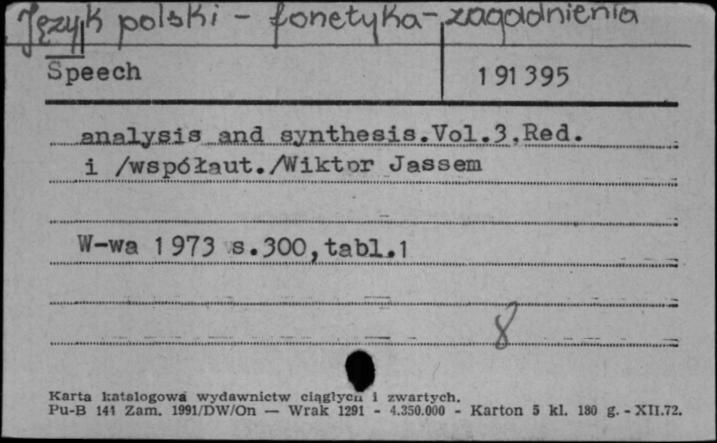 Język polski - fonetyka - zagadnienia
Speech 191395
analysis and synthesis.Vol.3.Red.
i /współaut./Wiktor Jassem
W-wa 1973 s.300,tabl.1
8
Karta katalogowa wydawnictw ciągłych i zwartych.
Pu-B 141 Zam. 1991/DW/On — Wrak 1291 - 4.350.000 - Karton 5 kl. 180 g. - XII.72.